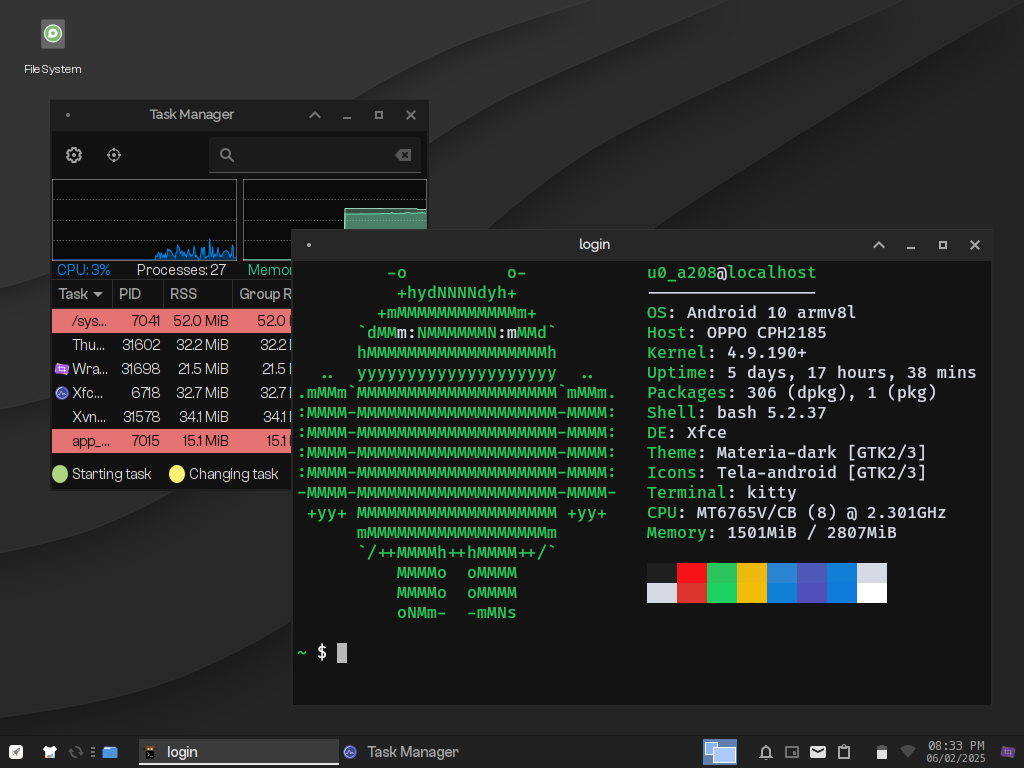 File System
Task Manager
CPU: 3%
Processes: 27
Memo
Task
PID
RSS
Group R
/sys...
7041
52.0 MiB
52.0
Thu...
31602
32.2 MiB
32.2
Wra...
31698
21.5 MiB
21.5
Xfc...
6718
32.7 MiB
32.7
Xvn...
31578
34.1 MiB
34.1
app_...
7015
15.1 MiB
15.1
Starting task
Changing task
login
-o           o-
+hydNNNNdyh+
+mMMMMMMMMMMMMm+
`dMMm:NMMMMMMN:mMMd`
hMMMMMMMMMMMMMMMMMMh
..  yyyyyyyyyyyyyyyyyyyy  ..
.mMMm`MMMMMMMMMMMMMMMMMMMM`mMMm.
:MMMM-MMMMMMMMMMMMMMMMMMMM-MMMM:
:MMMM-MMMMMMMMMMMMMMMMMMMM-MMMM:
:MMMM-MMMMMMMMMMMMMMMMMMMM-MMMM:
:MMMM-MMMMMMMMMMMMMMMMMMMM-MMMM:
-MMMM-MMMMMMMMMMMMMMMMMMMM-MMMM-
+yy+ MMMMMMMMMMMMMMMMMMMM +yy+
mMMMMMMMMMMMMMMMMMMm
`/++MMMMh++hMMMM++/`
MMMMo  oMMMM
MMMMo  oMMMM
oNMm-  -mMNs
u0_a208@localhost
OS: Android 10 armv8l
Host: OPPO CPH2185
Kernel: 4.9.190+
Uptime: 5 days, 17 hours, 38 mins
Packages: 306 (dpkg), 1 (pkg)
Shell: bash 5.2.37
DE: Xfce
Theme: Materia-dark [GTK2/3]
Icons: Tela-android [GTK2/3]
Terminal: kitty
CPU: MT6765V/CB (8) @ 2.301GHz
Memory: 1501MiB / 2807MiB
~ $
login
Task Manager
08:33 PM
06/02/2025